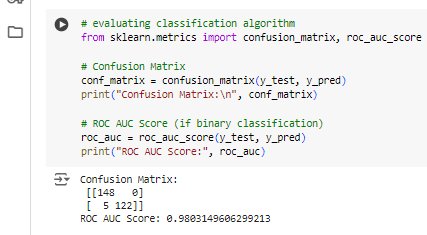 # evaluating classification algorithm
from sklearn.metrics import confusion_matrix, roc_auc_score
# Confusion Matrix
conf_matrix = confusion_matrix(y_test, y_pred)
print("Confusion Matrix:\n", conf_matrix)
# ROC AUC Score (if binary classification)
roc_auc = roc_auc_score(y_test, y_pred)
print("ROC AUC Score:", roc_auc)
Confusion Matrix:
[[148   0]
[  5 122]]
ROC AUC Score: 0.9803149606299213